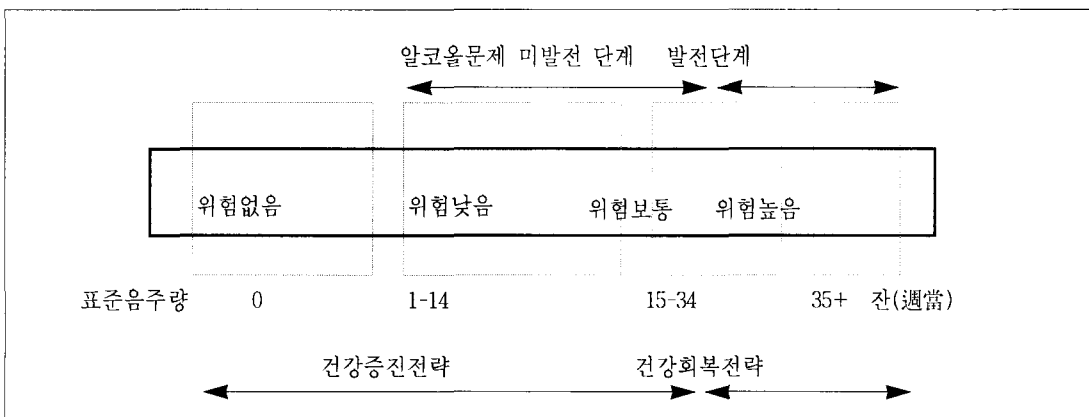 알코올문제 미발전 단계 발전단계
위험없음 위험낮음 위험보통 위험높음
표준음주량 0 1-14 15-34 35+ 잔(週當)
건강증진전략 건강회복전략